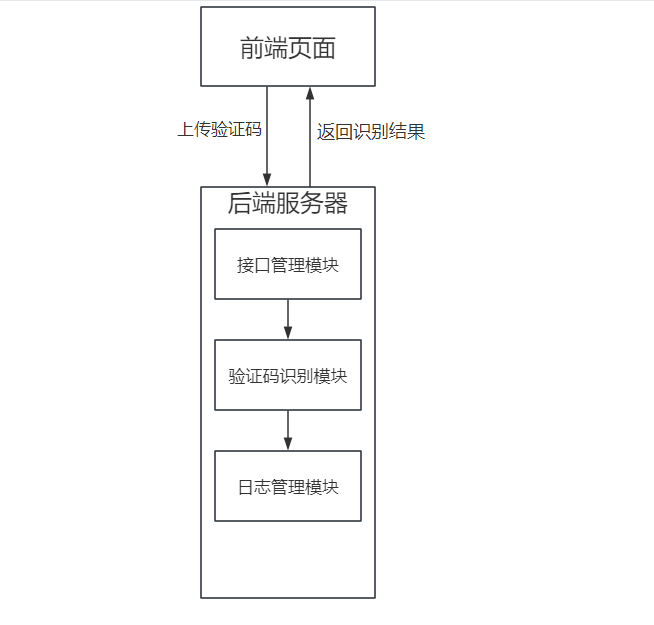 前端页面
上传验证码
返回识别结果
后端服务器
接口管理模块
验证码识别模块
日志管理模块